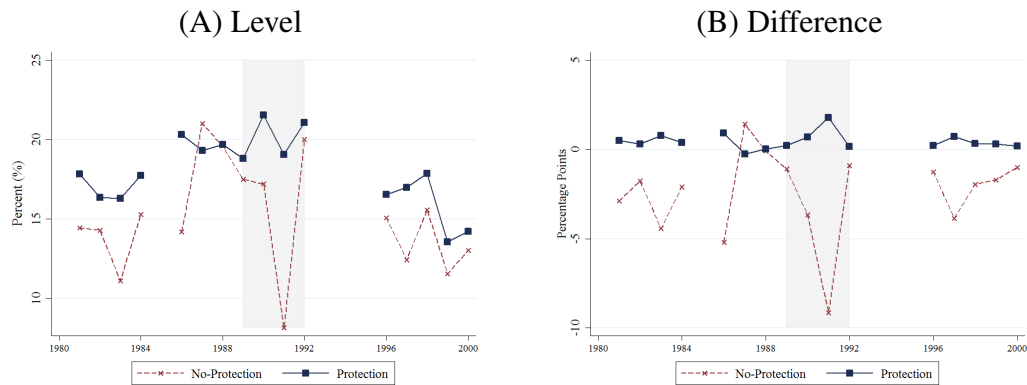 (A) Level
(B) Difference
Percent (%)
25
20
15
10
1980 1984 1988 1992 1996 2000
No-Protection Protection
Percentage Points
5
0
-5
-10
1980 1984 1988 1992 1996 2000
No-Protection Protection